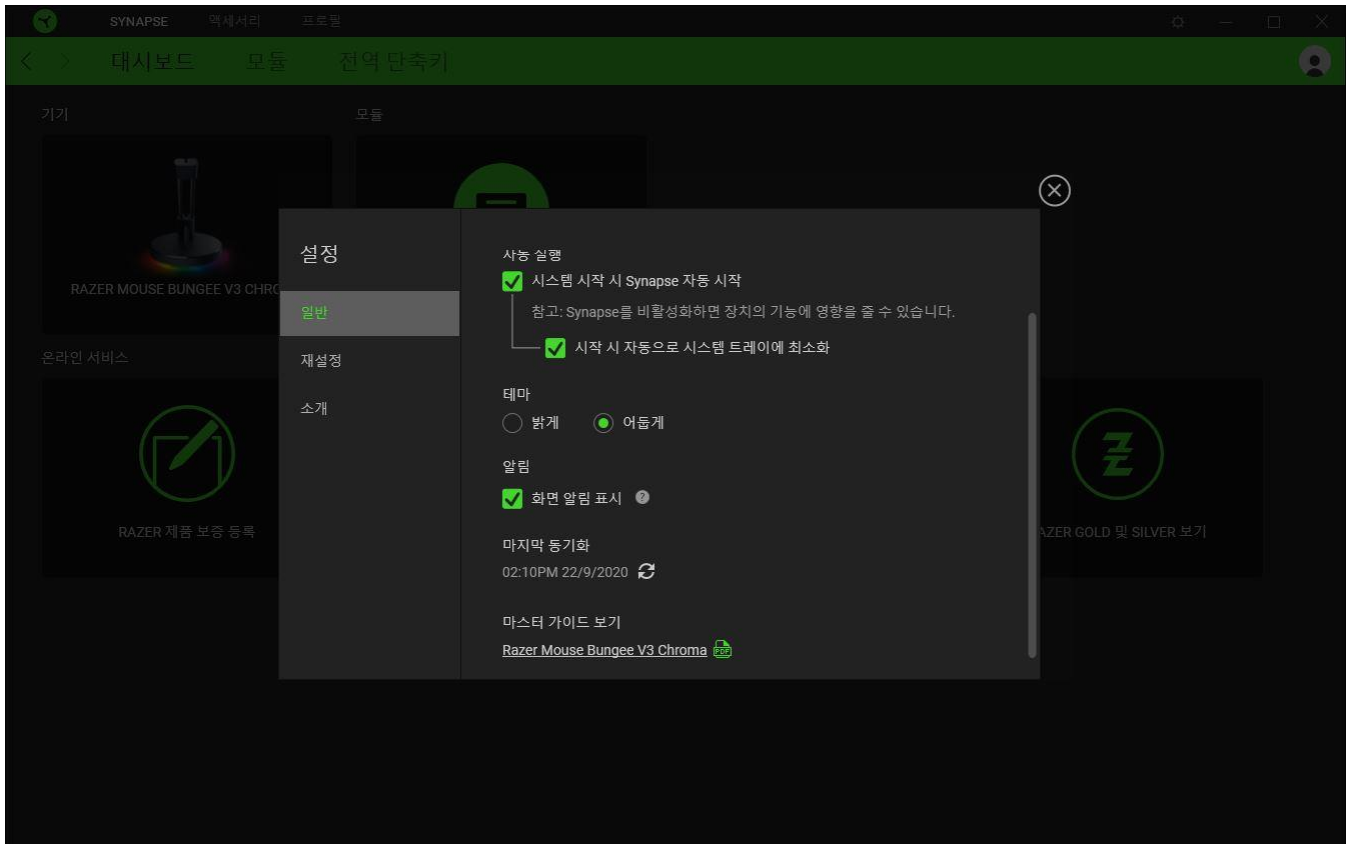 SYNAPSE 액세서리 프로필
대시보드 모듈 전역 단축키
기기 모듈
RAZER MOUSE BUNGEE V3 CHRO
설정
일반
재설정
소개
자동 실행
시스템 시작 시 Synapse 자동 시작
참고: Synapse를 비활성화하면 장치의 기능에 영향을 줄 수 있습니다.
시작 시 자동으로 시스템 트레이에 최소화
테마
밝게 어둡게
알림
화면 알림 표시 ?
마지막 동기화
02:10PM 22/9/2020
마스터 가이드 보기
Razer Mouse Bungee V3 Chroma PDF
온라인 서비스
RAZER 제품 보증 등록
AZER GOLD 및 SILVER 보기